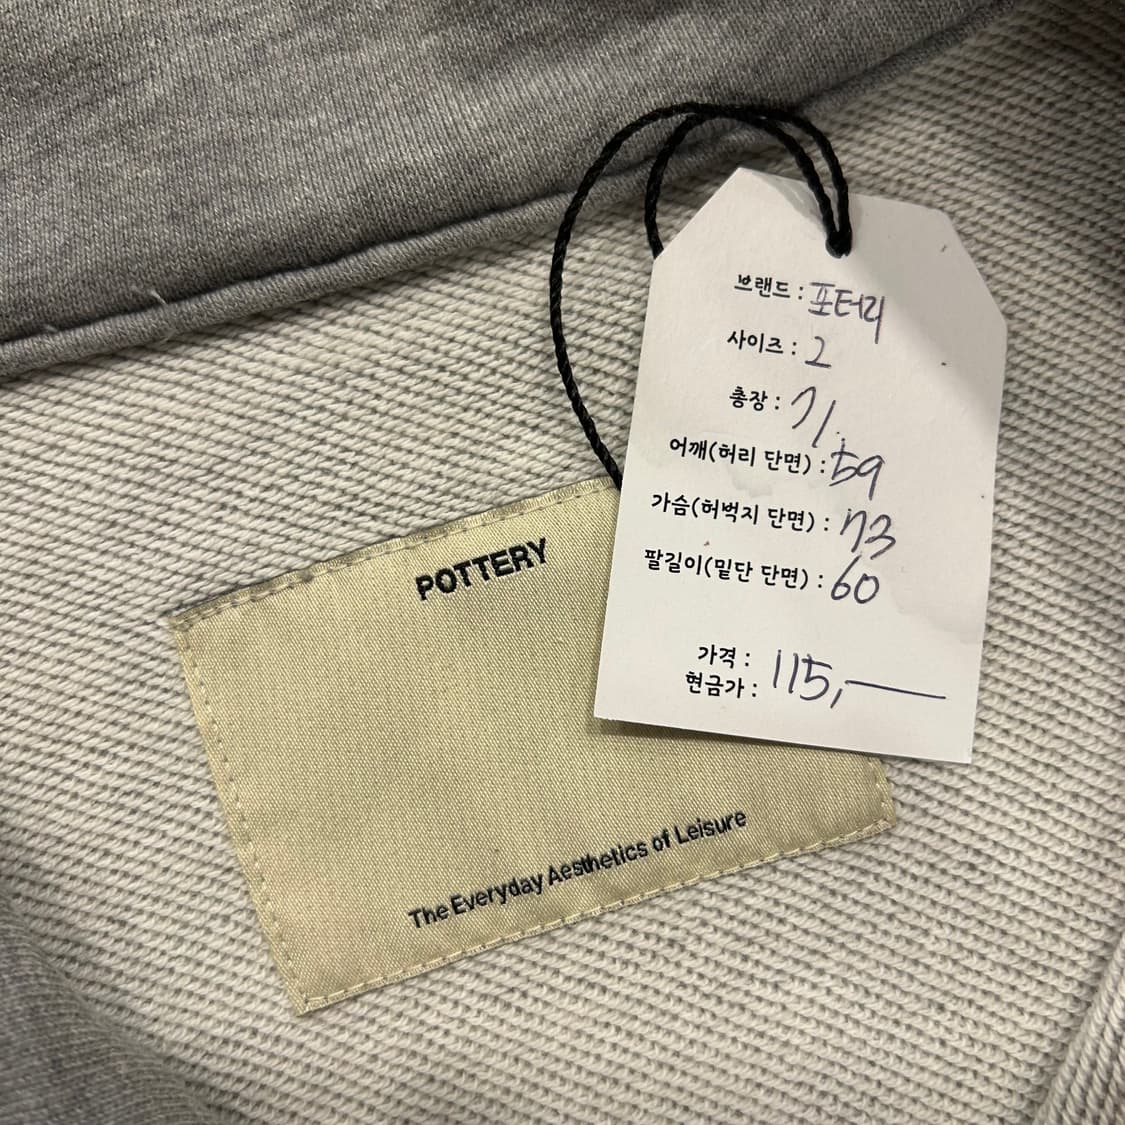 브랜드 : 포터리
사이즈 : 2
총장 : 71.
어깨(허리 단면) : 59
가슴(허벅지 단면) : 73
팔길이(밑단 단면) : 60
가격 :
현금가 : 115,—
POTTERY
The Everyday Aesthetics of Leisure